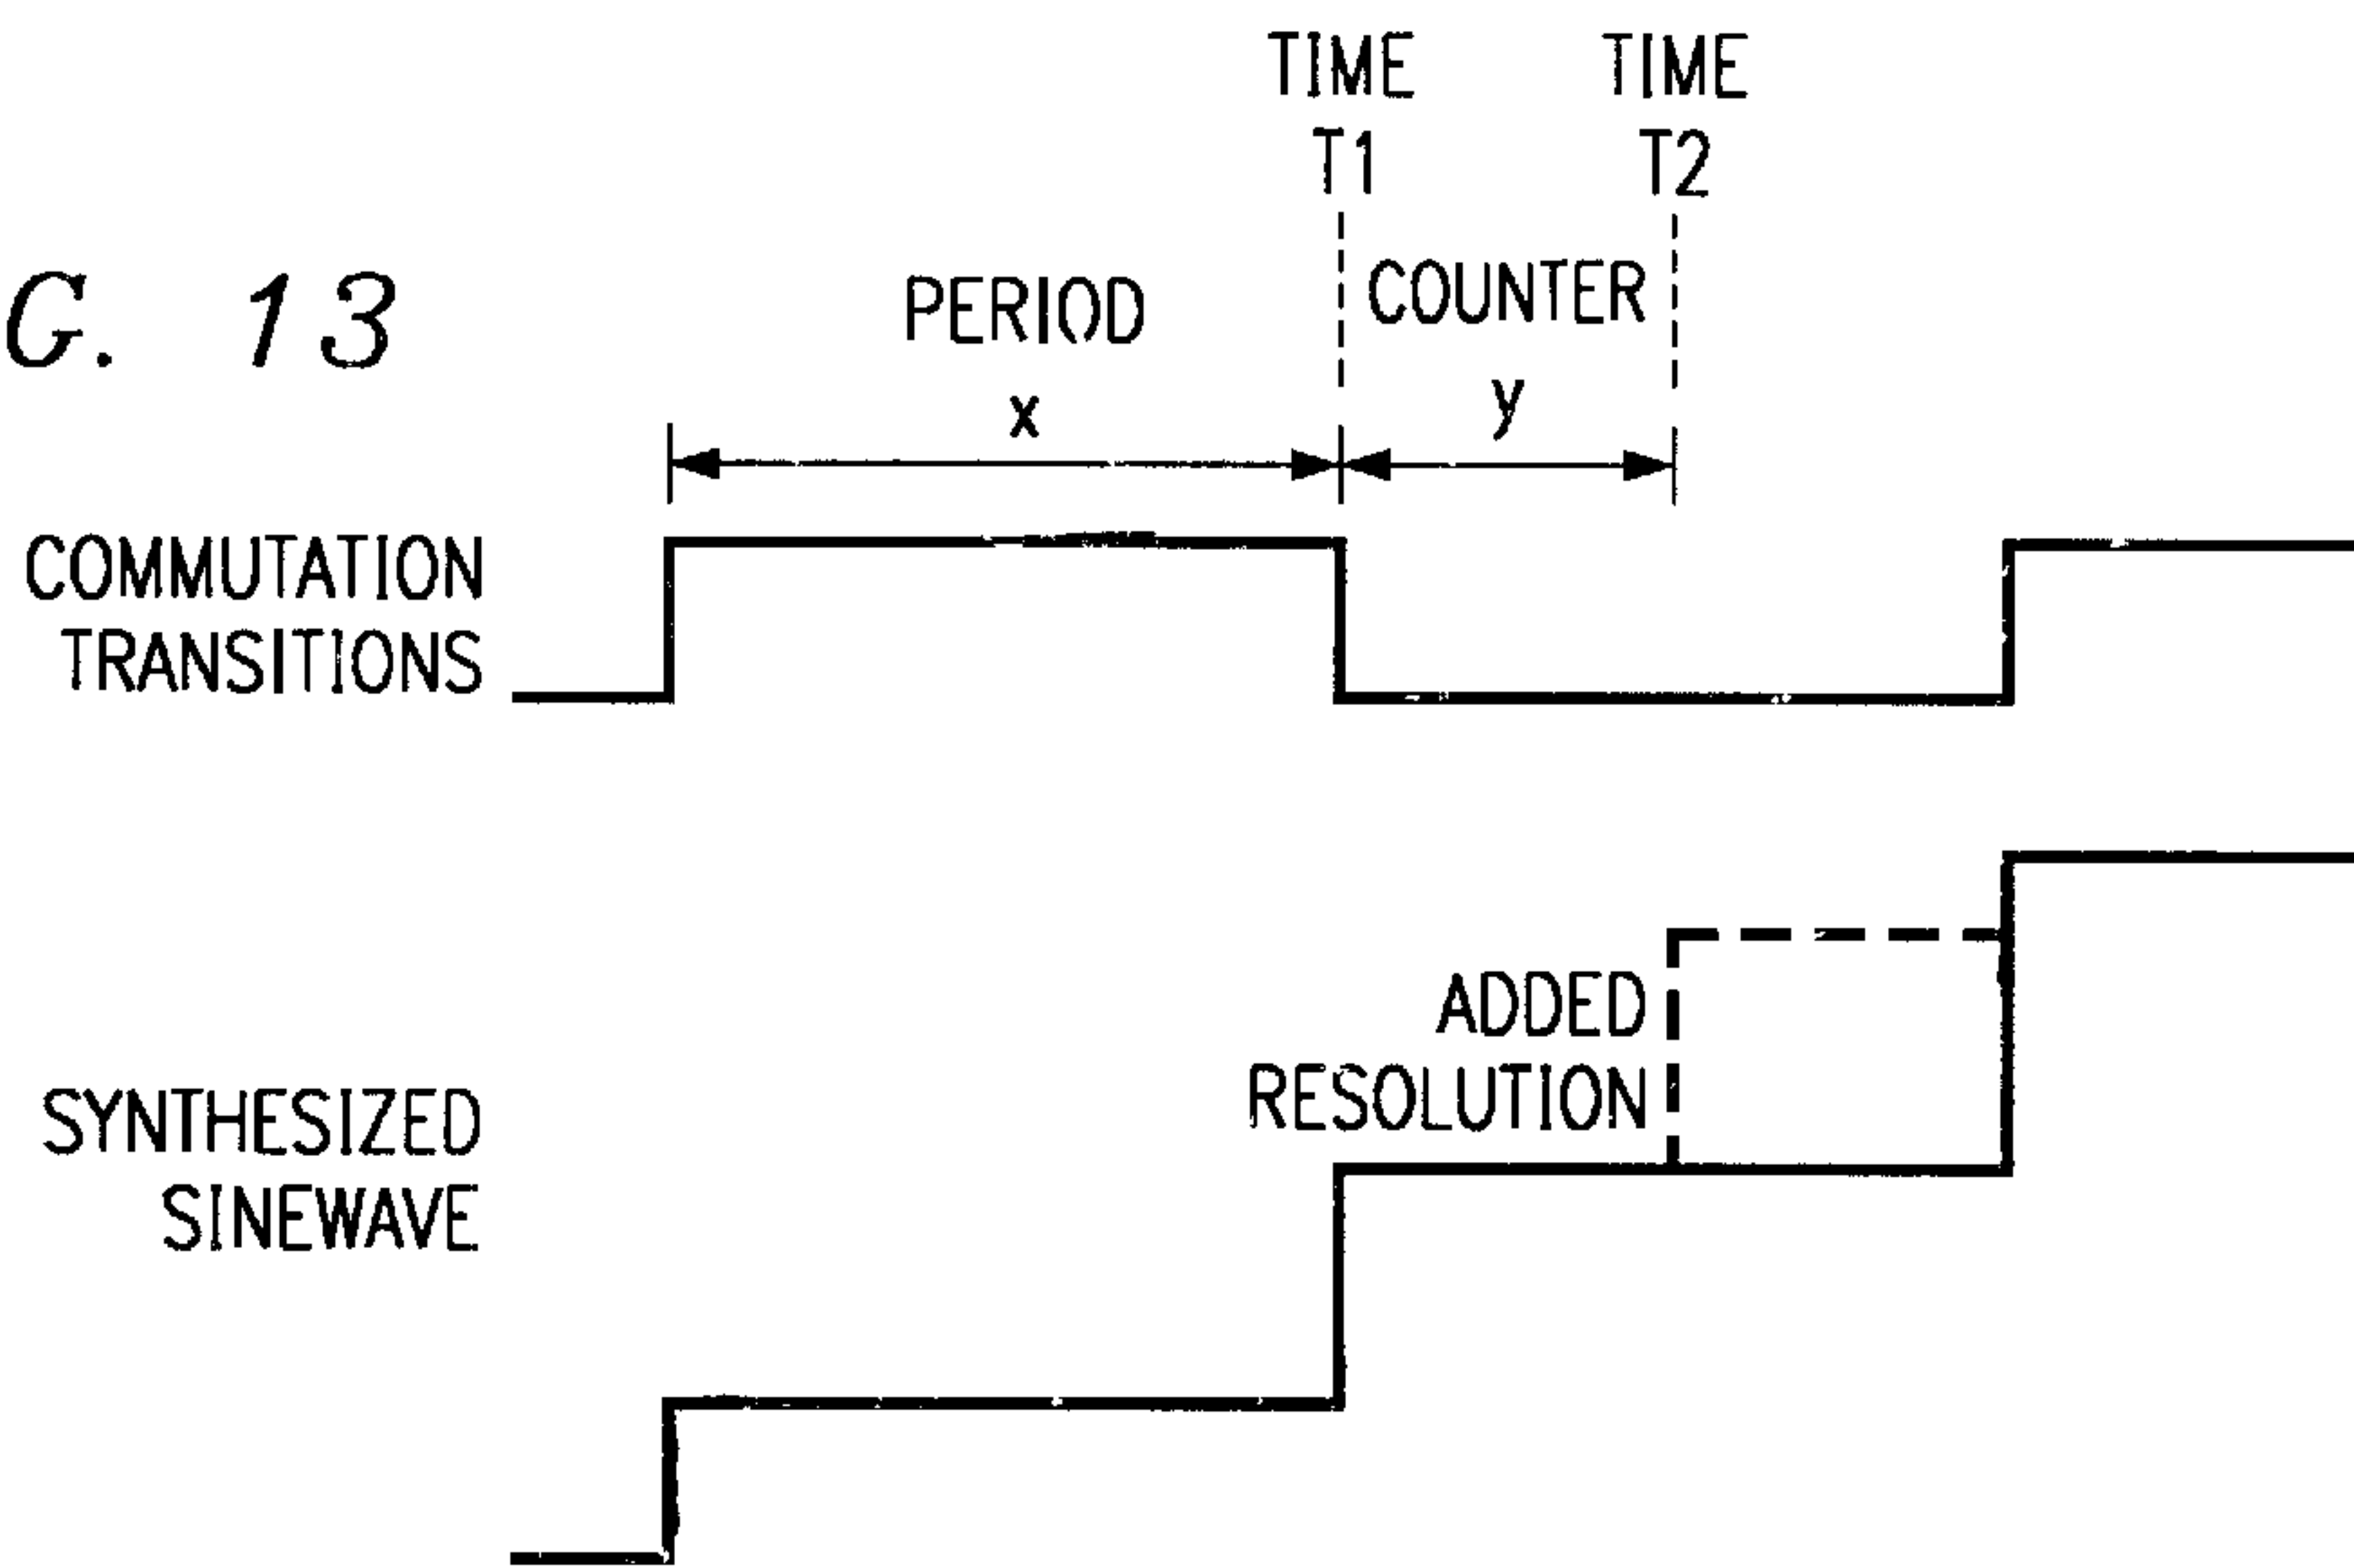 G. 13
TIME
T1
TIME
T2
PERIOD
x
COUNTER
y
COMMUTATION
TRANSITIONS
ADDED
RESOLUTION
SYNTHESIZED
SINEWAVE